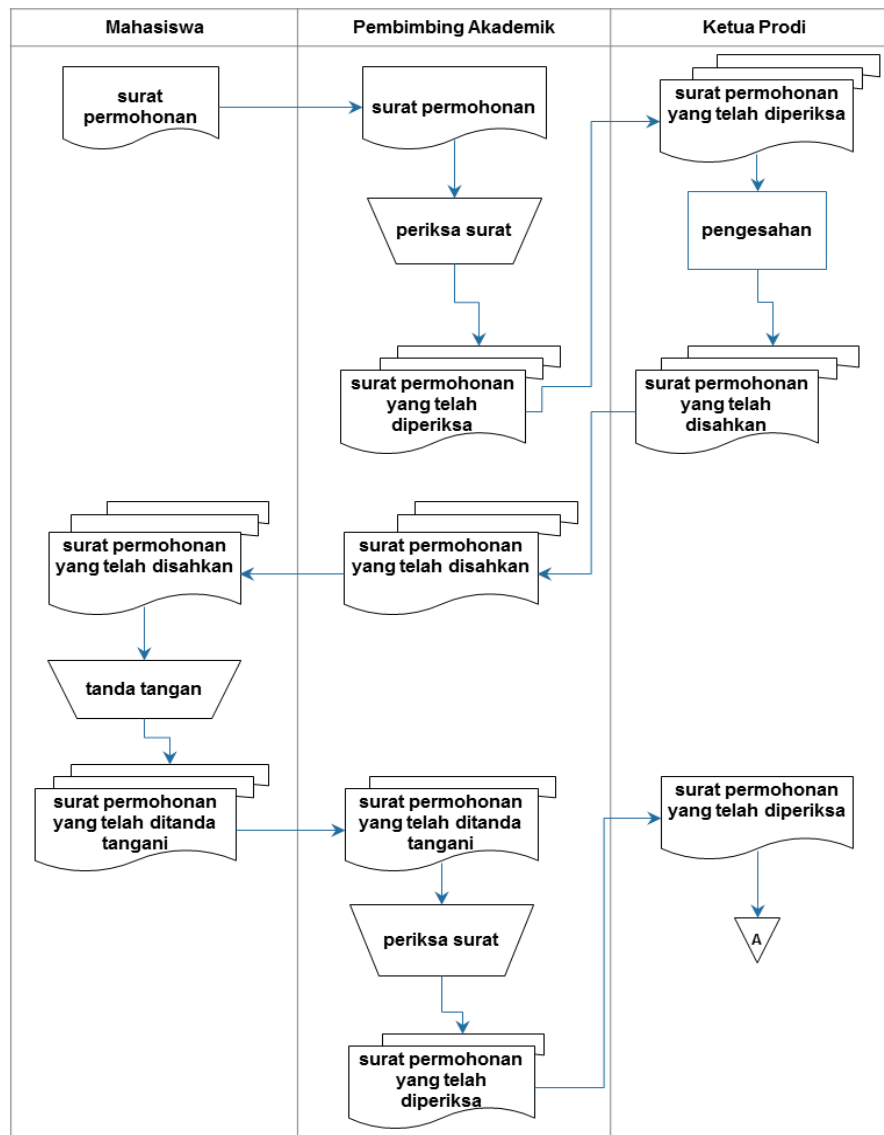 Mahasiswa
Pembimbing Akademik
Ketua Prodi
surat
permohonan
surat permohonan
surat permohonan
yang telah diperiksa
periksa surat
pengesahan
surat permohonan
yang telah
diperiksa
surat permohonan
yang telah
disahkan
surat permohonan
yang telah disahkan
surat permohonan
yang telah disahkan
tanda tangan
surat permohonan
yang telah ditanda
tangani
surat permohonan
yang telah ditanda
tangani
surat permohonan
yang telah diperiksa
periksa surat
A
surat permohonan
yang telah
diperiksa